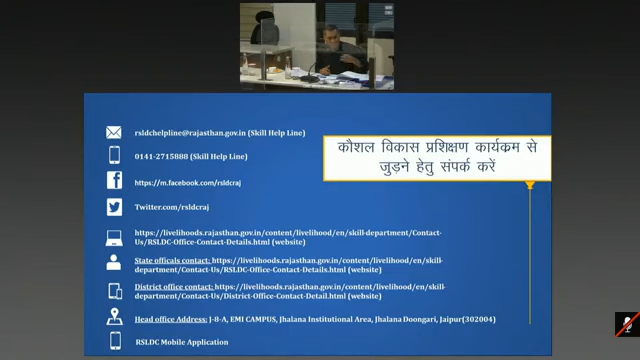 rsldchelpline@rajasthan.gov.in (Skill Help Line)
कौशल विकास प्रशिक्षण कार्यक्रम से
जुड़ने हेतु संपर्क करें
0141-2715888 (Skill Help Line)
https://m.facebook.com/rsldcraj
Twitter.com/rsldcraj
https://livelihoods.rajasthan.gov.in/content/livelihood/en/skill-department/Contact-
Us/RSLDC-Office-Contact-Details.html (website)
State officals contact: https://livelihoods.rajasthan.gov.in/content/livelihood/en/skill-
department/Contact-Us/RSLDC-Office-Contact-Details.html (website)
District office contact: https://livelihoods.rajasthan.gov.in/content/livelihood/en/skill-
department/Contact-Us/District-Office-Contact-Detail.html (website)
Head office Address: J-8-A, EMI CAMPUS, Jhalana Institutional Area, Jhalana Doongari, Jaipur(302004)
RSLDC Mobile Application